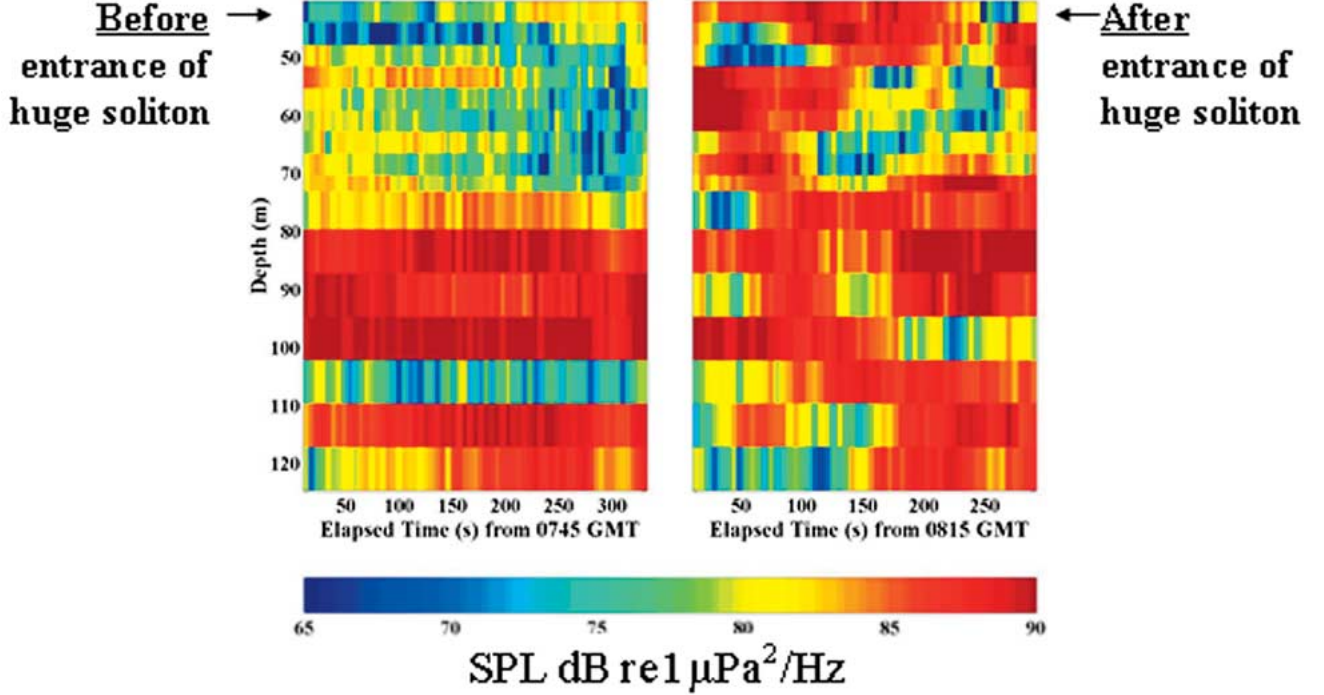 Before
entrance of
huge soliton
After
entrance of
huge soliton
Depth (m)
50
60
70
80
90
100
110
120
50 100 150 200 250 300
Elapsed Time (s) from 0745 GMT
50 100 150 200 250
Elapsed Time (s) from 0815 GMT
65 70 75 80 85 90
SPL dB re1 μPa²/Hz